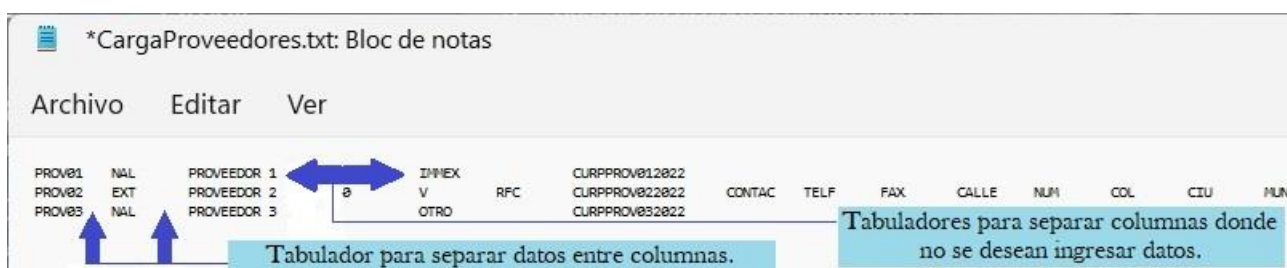 *CargaProveedores.txt: Bloc de notas
Archivo Editar Ver
PROV01 NAL PROVEEDOR 1 IMMEX CURPPROV012022
PROV02 EXT PROVEEDOR 2 0 V RFC CURPPROV022022 CONTAC TELF FAX CALLE NUM COL CIU MUN
PROV03 NAL PROVEEDOR 3 OTRO CURPPROV032022
Tabuladores para separar columnas donde
no se desean ingresar datos.
Tabulador para separar datos entre columnas.